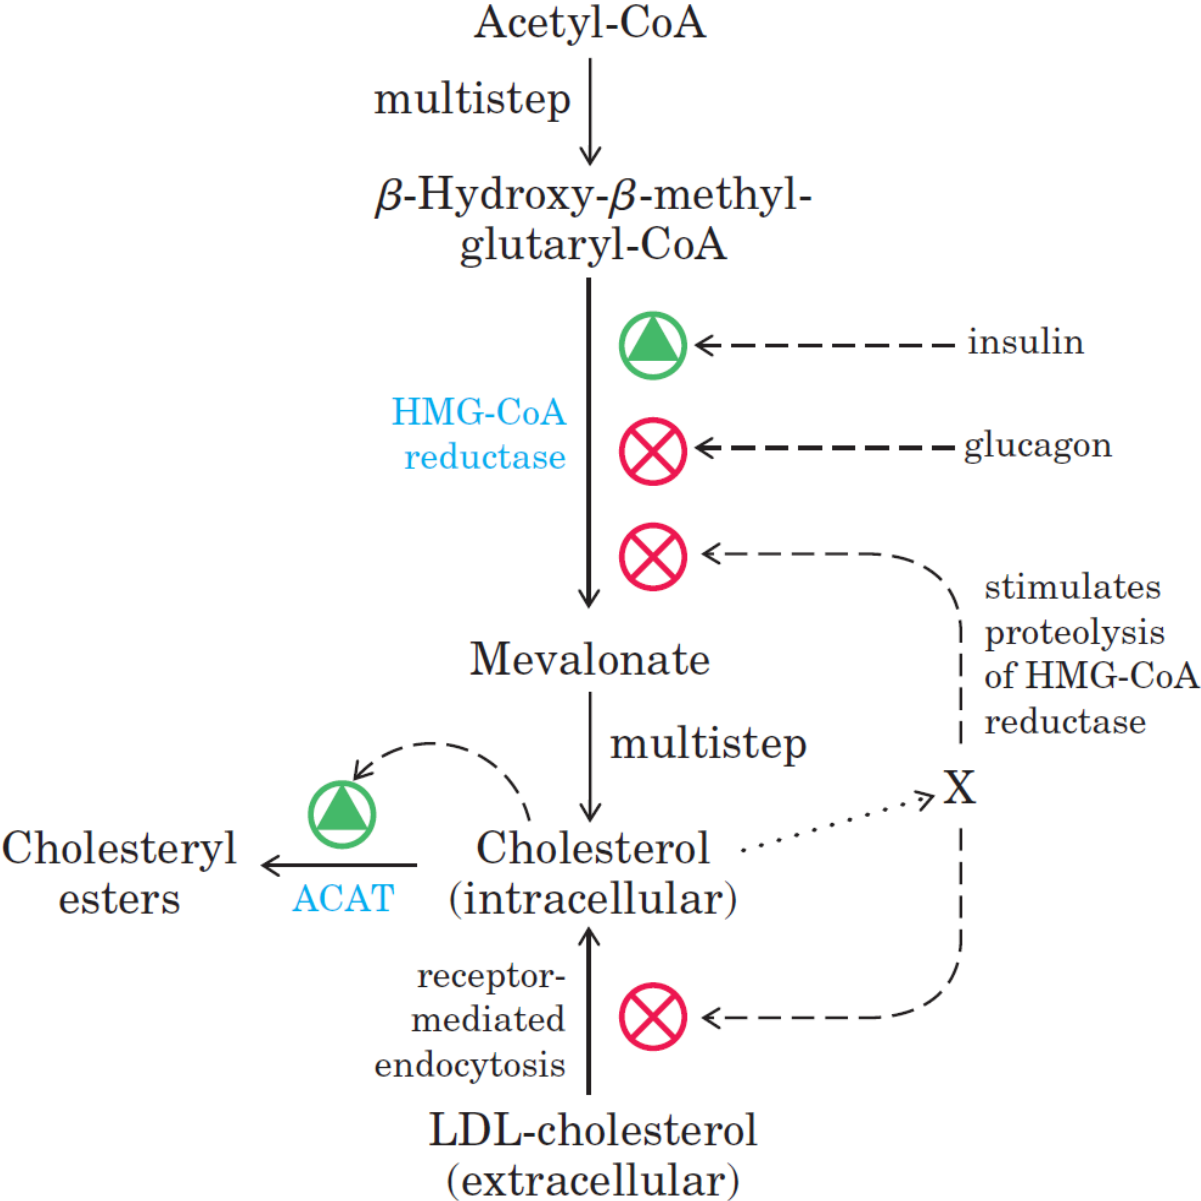 Acetyl-CoA
multistep
β-Hydroxy-β-methyl-
glutaryl-CoA
insulin
HMG-CoA
reductase
glucagon
stimulates
proteolysis
of HMG-CoA
reductase
Mevalonate
multistep
X
Cholesteryl
esters
ACAT
Cholesterol
(intracellular)
receptor-
mediated
endocytosis
LDL-cholesterol
(extracellular)